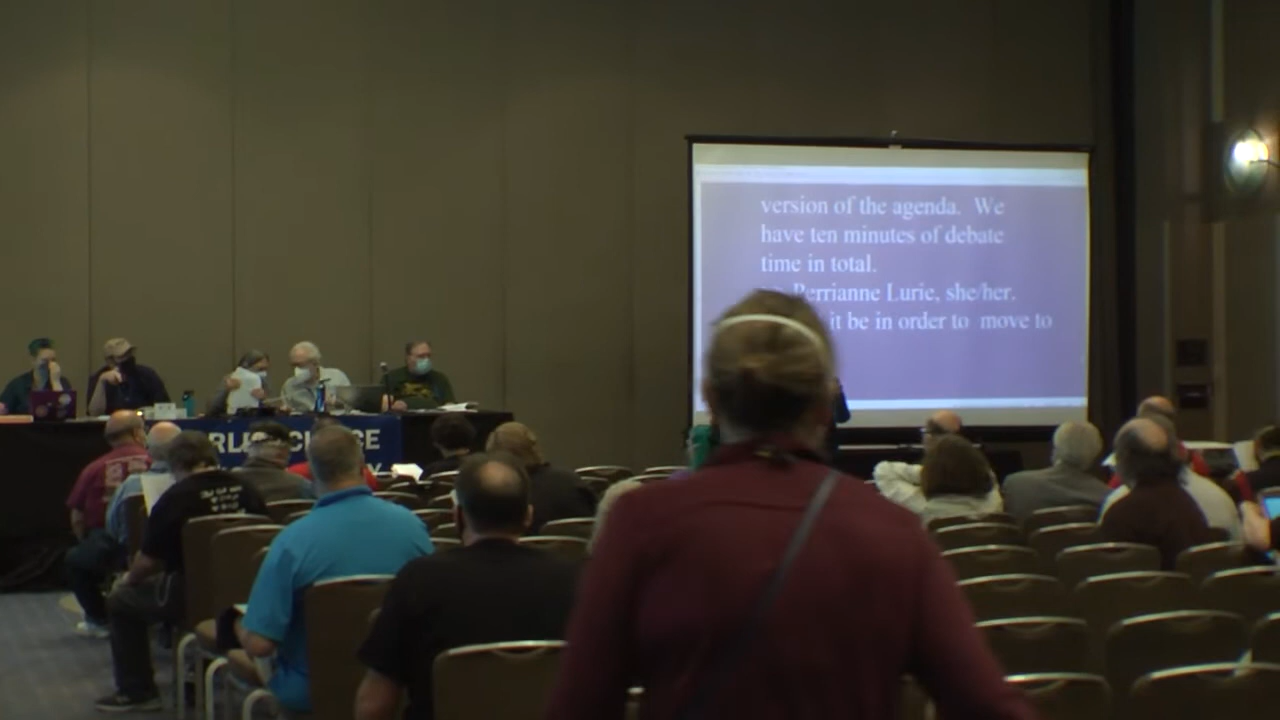 version of the agenda. We
have ten minutes of debate
time in total.
Perrianne Lurie, she/her.
it be in order to move to